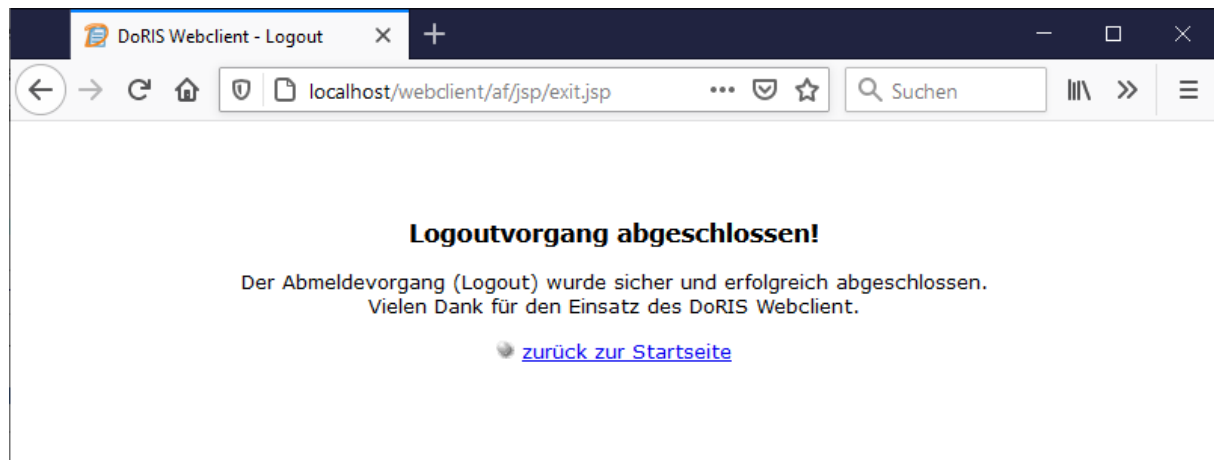 DoRIS Webclient - Logout
localhost/webclient/af/jsp/exit.jsp
Suchen
Logoutvorgang abgeschlossen!
Der Abmeldevorgang (Logout) wurde sicher und erfolgreich abgeschlossen.
Vielen Dank für den Einsatz des DoRIS Webclient.
zurück zur Startseite